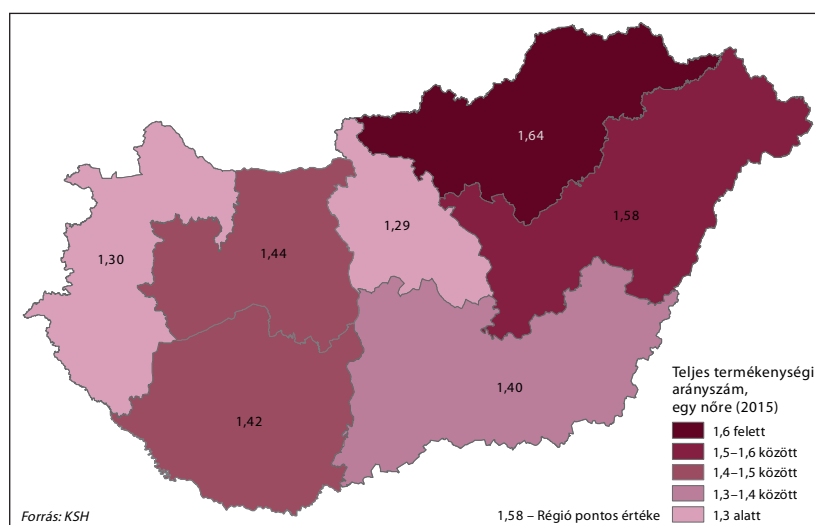 1,64
1,58
1,29
1,30
1,44
1,40
1,42
Teljes termékenységi
arányszám,
egy nőre (2015)
1,6 felett
1,5–1,6 között
1,4–1,5 között
1,3–1,4 között
1,3 alatt
1,58 – Régió pontos értéke
Forrás: KSH